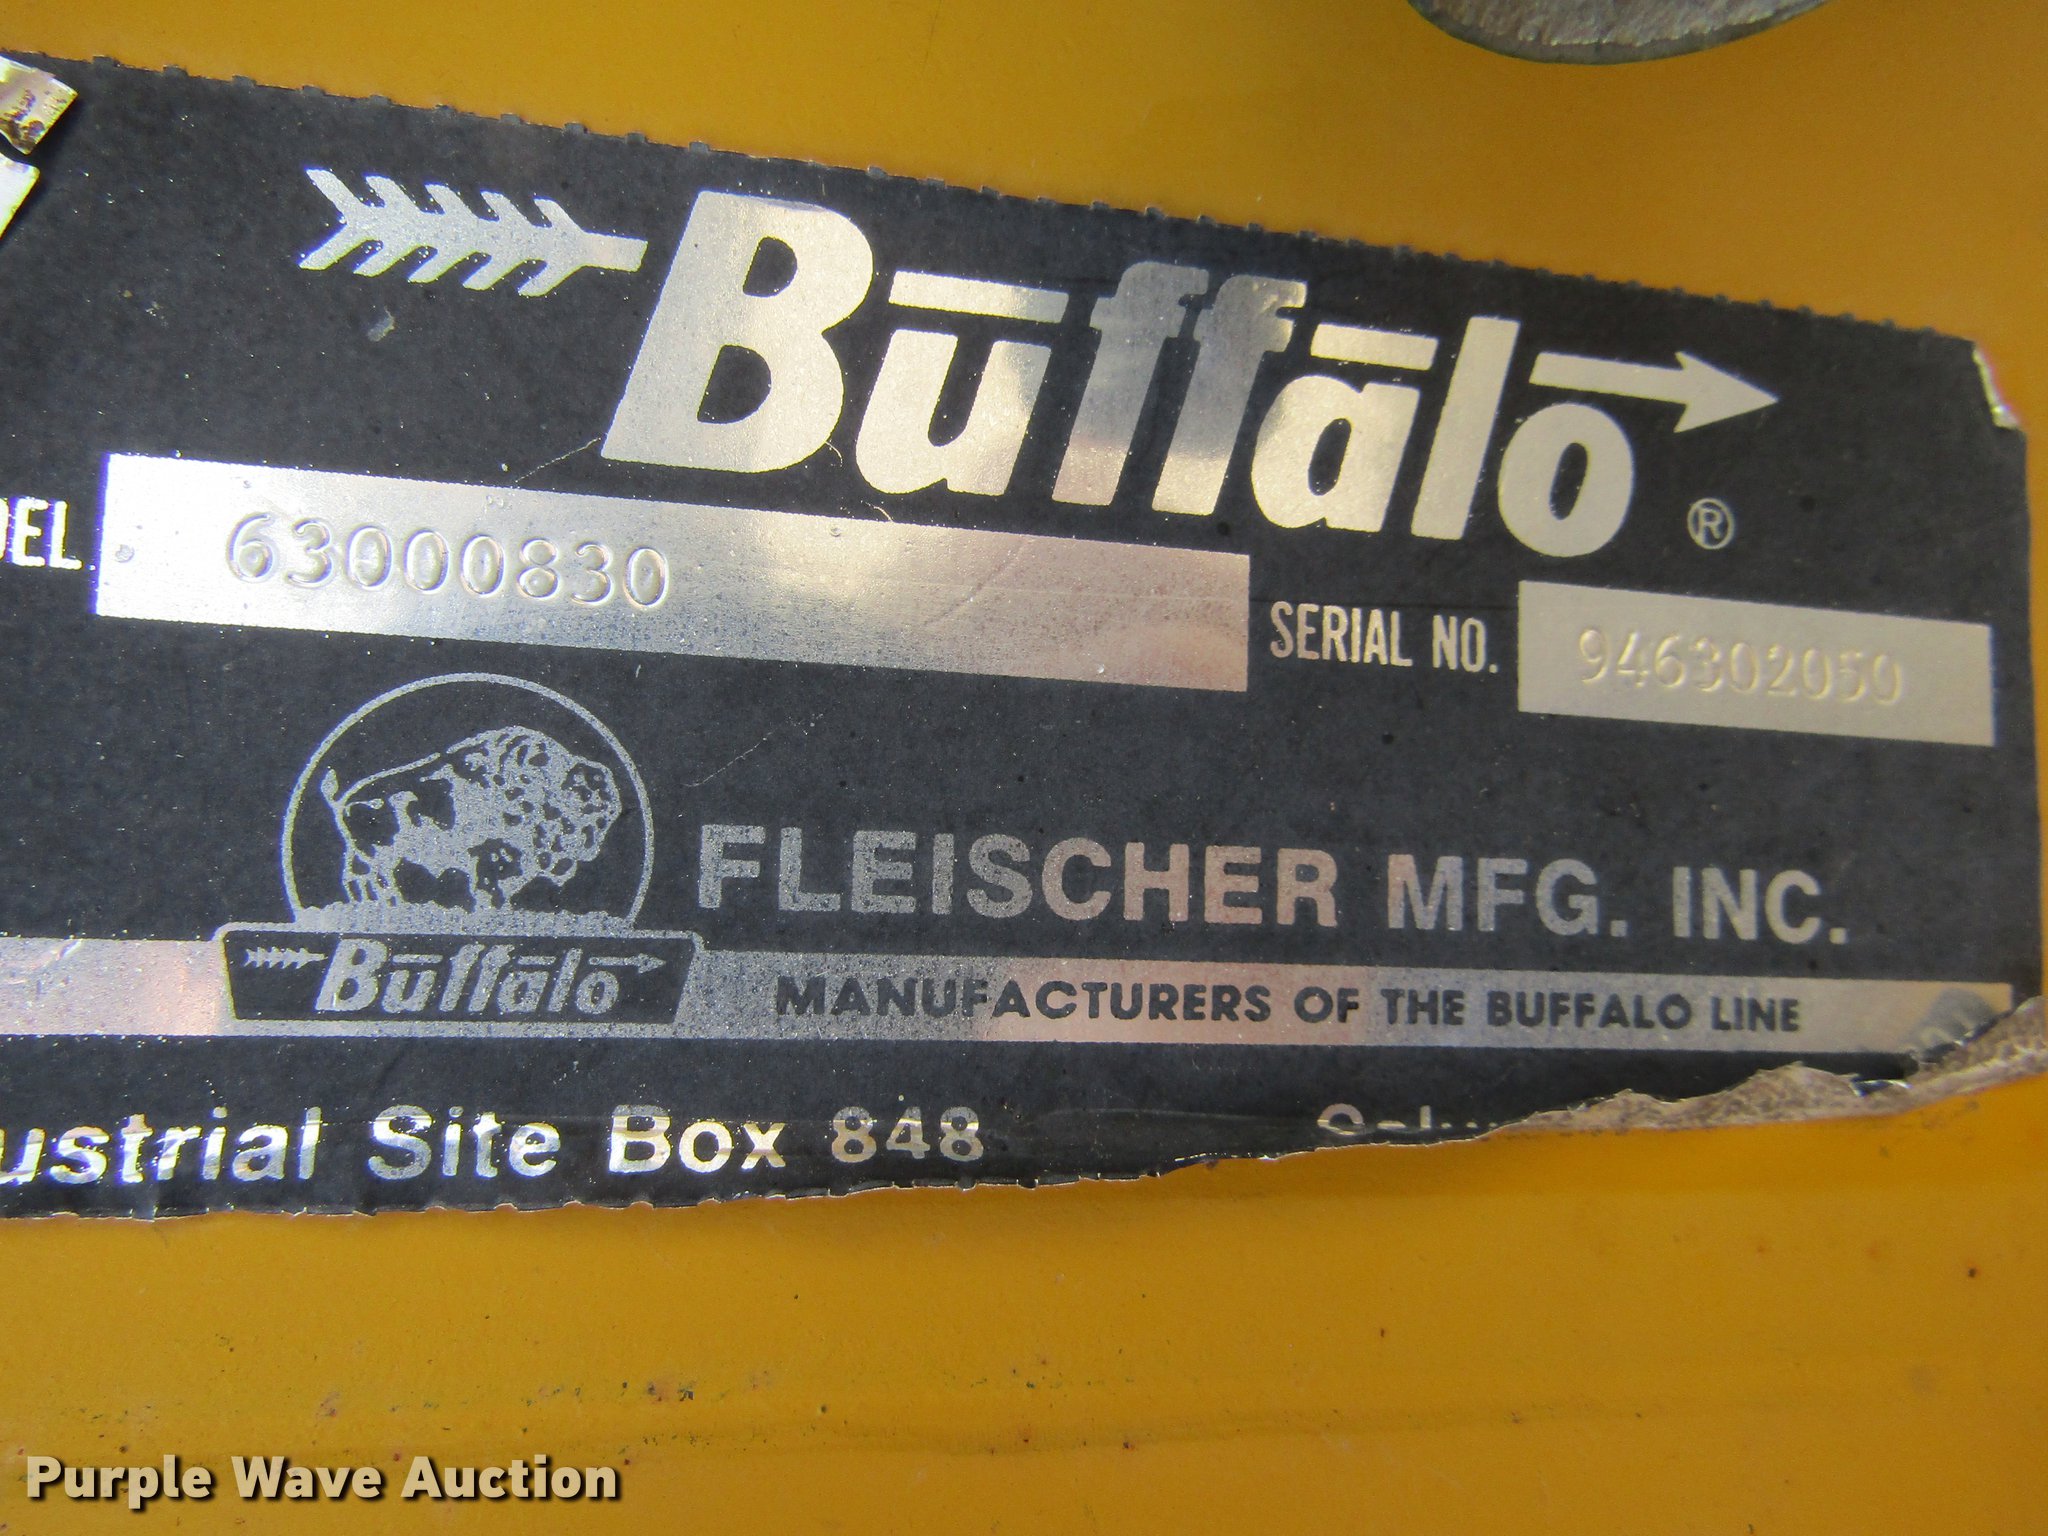 Buffalo ®
DEL 63000830
SERIAL NO. 946302050
FLEISCHER MFG. INC.
Buffalo
MANUFACTURERS OF THE BUFFALO LINE
ustrial Site Box 848
Purple Wave Auction